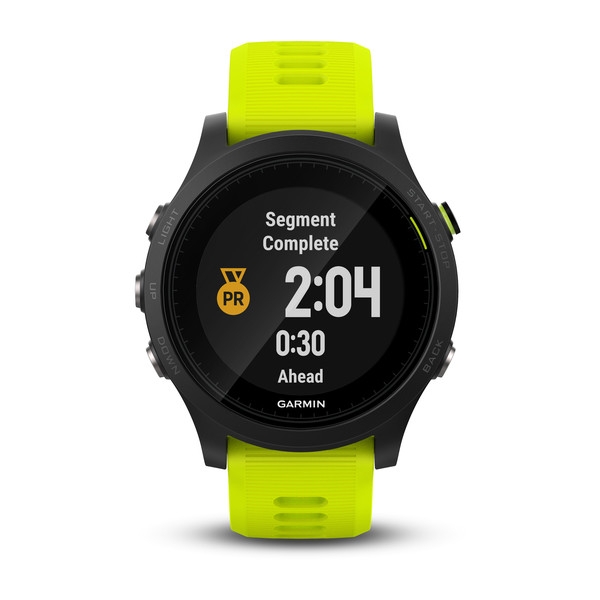 Segment
Complete
PR
2:04
0:30
Ahead
GARMIN
LIGHT
UP
DOWN
START·STOP
BACK